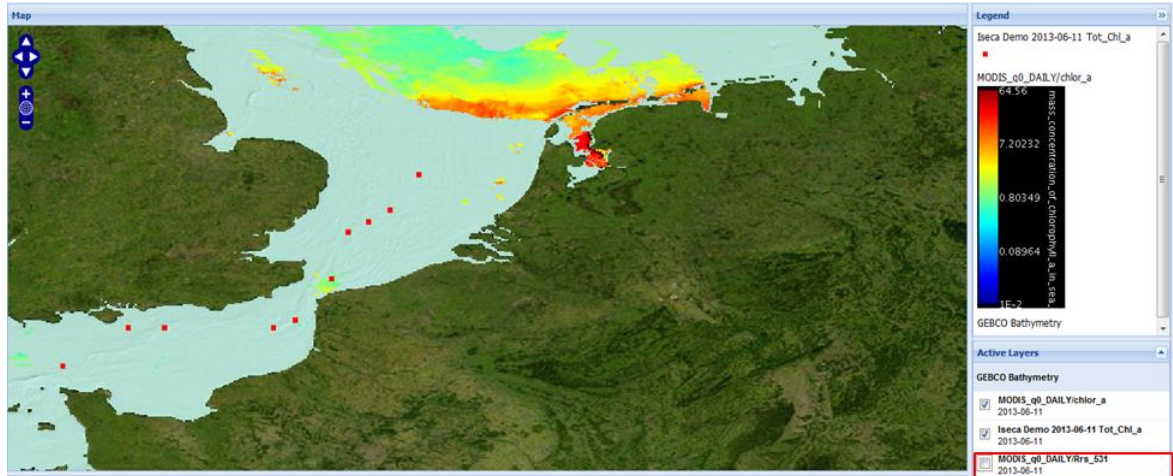 Map
Legend
Iseca Demo 2013-06-11 Tot_Chl_a
MODIS_q0_DAILY/chlor_a
64.56
7.20232
0.80349
0.08964
1E-2
mass_concentration_of_chlorophyll_a_in_sea_
GEBCO Bathymetry
Active Layers
GEBCO Bathymetry
MODIS_q0_DAILY/chlor_a
2013-06-11
Iseca Demo 2013-06-11 Tot_Chl_a
2013-06-11
MODIS_q0_DAILY/Rrs_531
2013-06-11